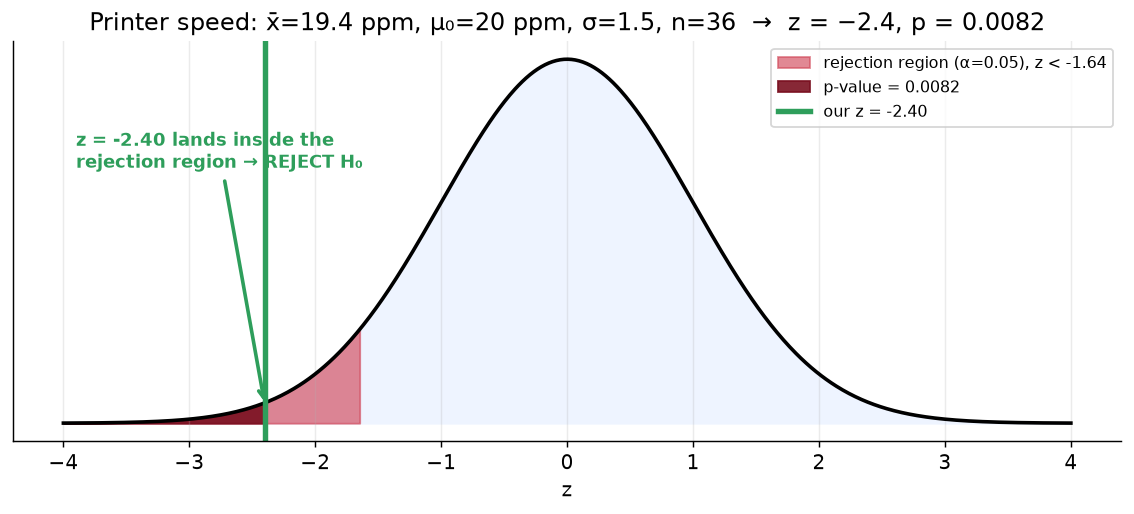 Printer speed: x̄=19.4 ppm, μ₀=20 ppm, σ=1.5, n=36 → z = −2.4, p = 0.0082
rejection region (α=0.05), z < -1.64
p-value = 0.0082
our z = -2.40
z = -2.40 lands inside the
rejection region → REJECT H₀
−4 −3 −2 −1 0 1 2 3 4
z